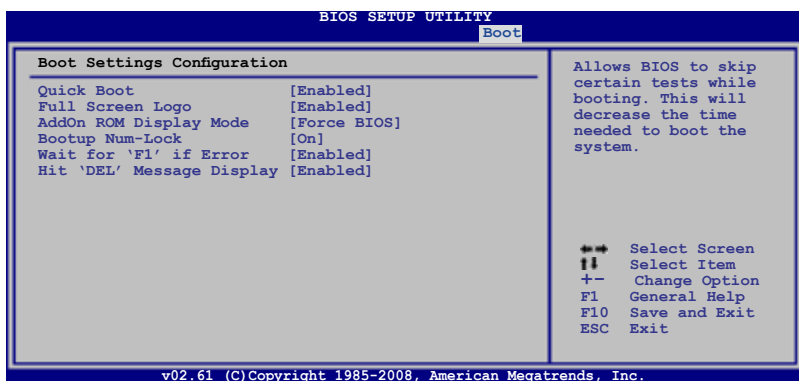 BIOS SETUP UTILITY
Boot
Boot Settings Configuration
Quick Boot [Enabled]
Full Screen Logo [Enabled]
AddOn ROM Display Mode [Force BIOS]
Bootup Num-Lock [On]
Wait for ‘F1’ if Error [Enabled]
Hit ‘DEL’ Message Display [Enabled]
Allows BIOS to skip
certain tests while
booting. This will
decrease the time
needed to boot the
system.
←→ Select Screen
↑↓ Select Item
+- Change Option
F1 General Help
F10 Save and Exit
ESC Exit
v02.61 (C)Copyright 1985-2008, American Megatrends, Inc.